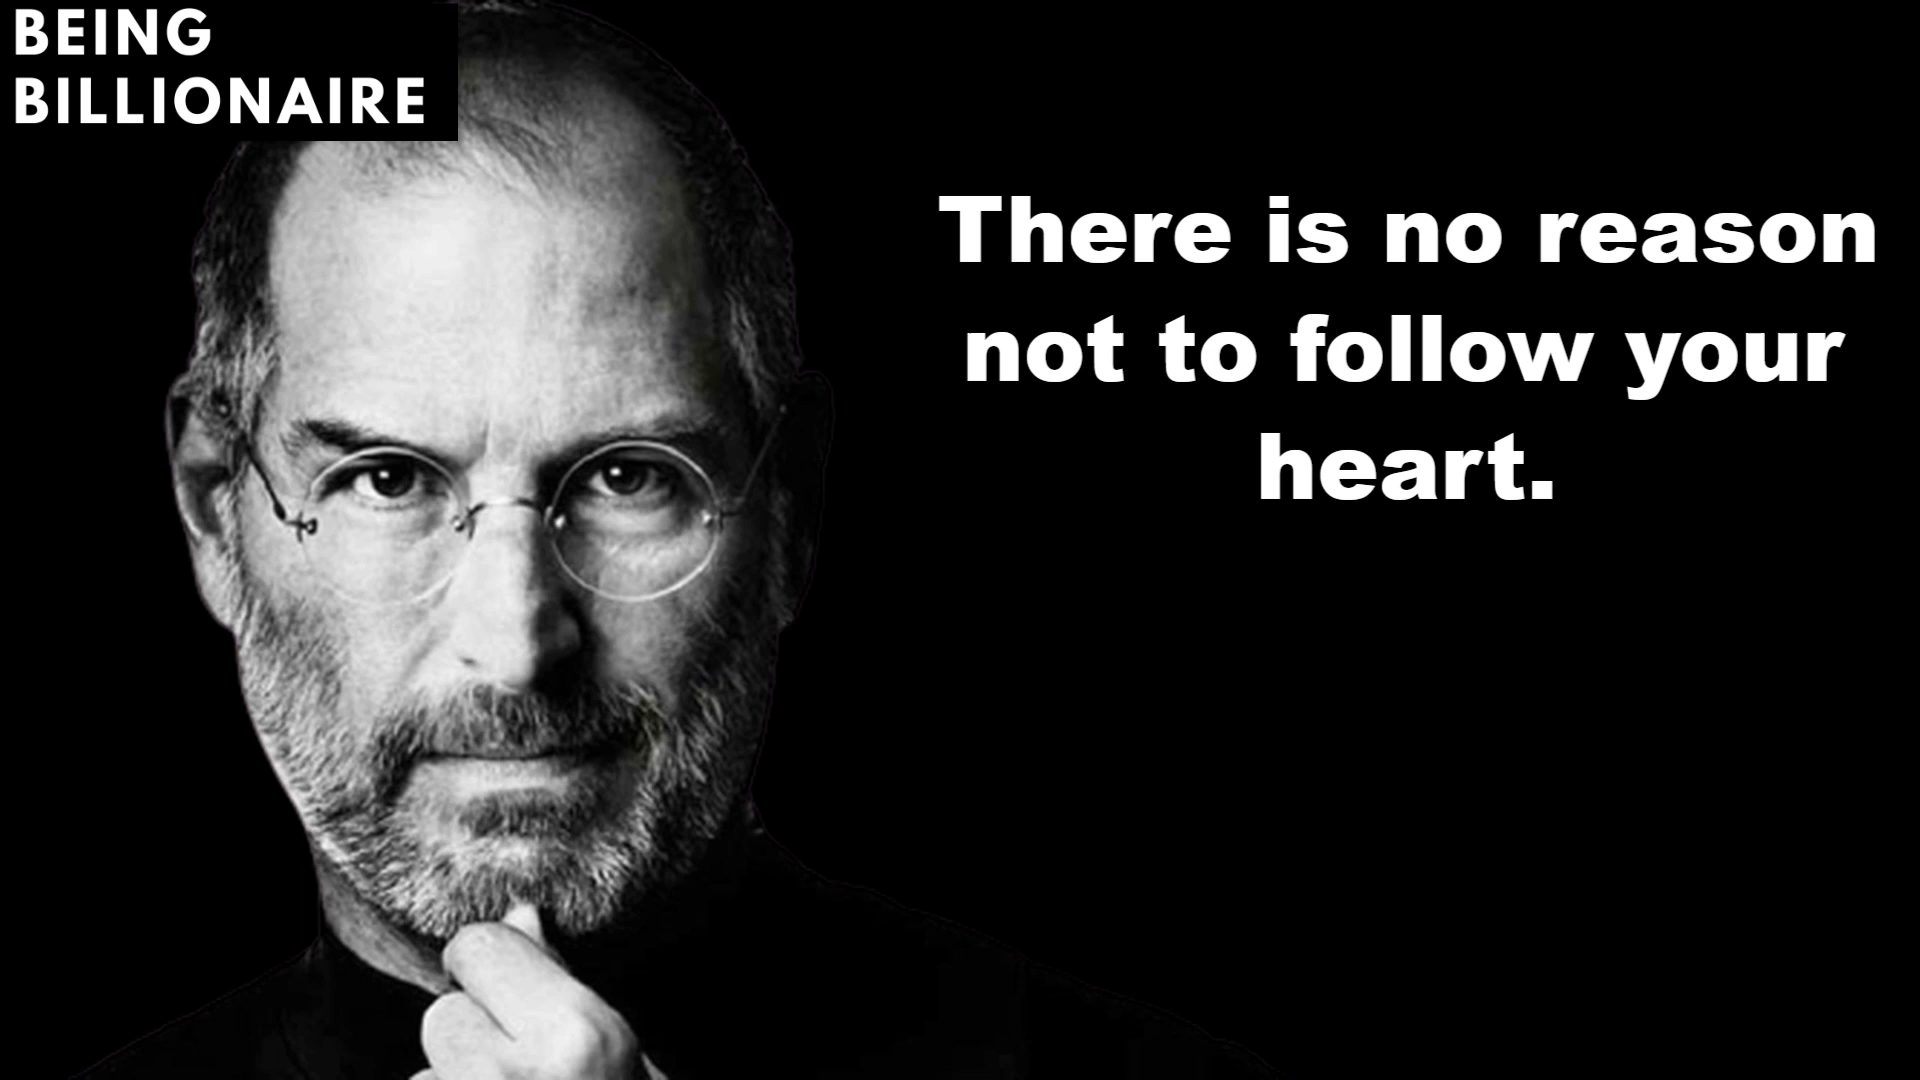 BEING
BILLIONAIRE
There is no reason
not to follow your
heart.